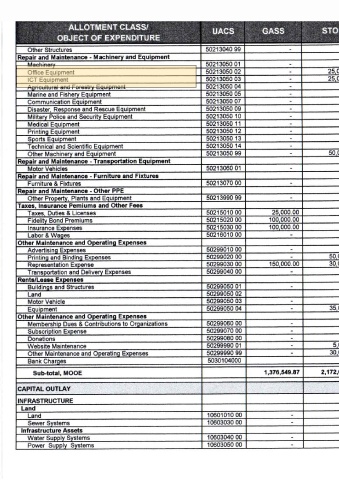 ALLOTMENT CLASS/ OBJECT OF EXPENDITURE UACS GASS STO
Other Structures 50213040 99 -
Repair and Maintenance - Machinery and Equipment
Machinery 50213050 01 -
Office Equipment 50213050 02 - 25,0
ICT Equipment 50213050 03 - 25,0
Agricultural and Forestry Equipment 50213050 04 -
Marine and Fishery Equipment 50213050 05 -
Communication Equipment 50213050 07 -
Disaster, Response and Rescue Equipment 50213050 09 -
Military Police and Security Equipment 50213050 10 -
Medical Equipment 50213050 11 -
Printing Equipment 50213050 12 -
Sports Equipment 50213050 13 -
Technical and Scientific Equipment 50213050 14 -
Other Machinery and Equipment 50213050 99 - 50,0
Repair and Maintenance - Transportation Equipment
Motor Vehicles 50213060 01 -
Repair and Maintenance - Furniture and Fixtures
Furniture & Fixtures 50213070 00 -
Repair and Maintenance - Other PPE
Other Property, Plants and Equipment 50213990 99 -
Taxes, Insurance Pemiums and Other Fees
Taxes, Duties & Licenses 50215010 00 25,000.00
Fidelity Bond Premiums 50215020 00 100,000.00
Insurance Expenses 50215030 00 100,000.00
Labor & Wages 50216010 00 -
Other Maintenance and Operating Expenses
Advertising Expenses 50299010 00 -
Printing and Binding Expenses 50299020 00 - 50,0
Representation Expense 50299030 00 150,000.00 30,0
Transportation and Delivery Expenses 50299040 00 -
Rents/Lease Expenses
Buildings and Structures 50299050 01 -
Land 50299050 02
Motor Vehicle 50299050 03 -
Equipment 50299050 04 - 35,0
Other Maintenance and Operating Expenses
Membership Dues & Contributions to Organizations 50299060 00 -
Subscription Expense 50299070 00 -
Donations 50299080 00 -
Website Maintenance 50299990 01 - 5,0
Other Maintenance and Operating Expenses 50299990 99 - 30,0
Bank Charges 5030104000
Sub-total, MOOE 1,376,549.87 2,172,
CAPITAL OUTLAY
INFRASTRUCTURE
Land
Land 10601010 00 -
Sewer Systems 10603030 00 -
Infrastructure Assets
Water Supply Systems 10603040 00 -
Power Supply Systems 10603050 00 -